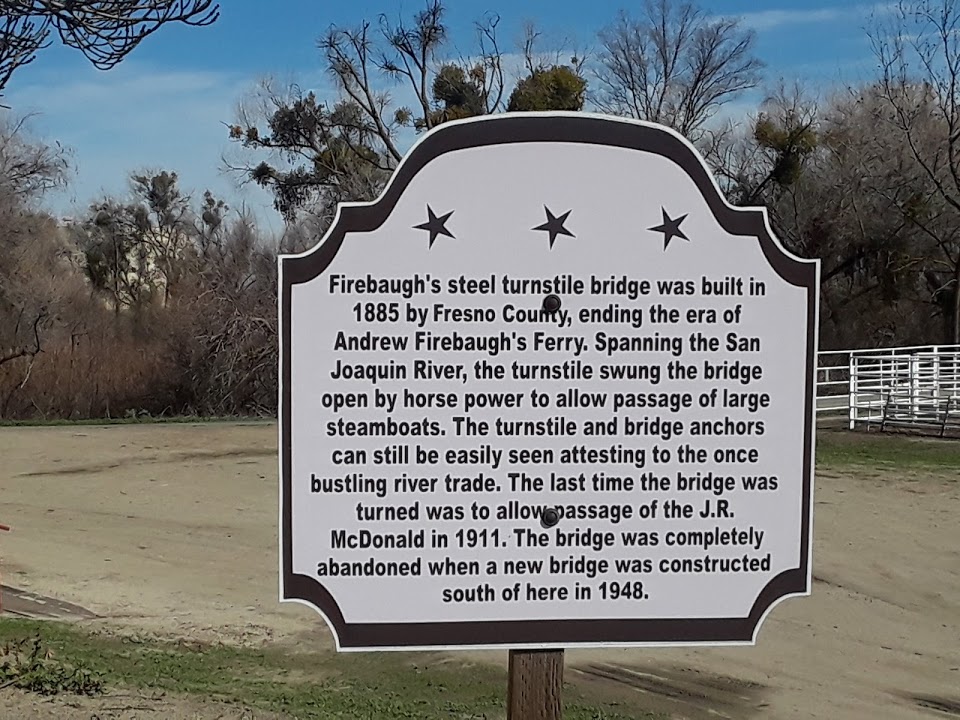 Firebaugh's steel turnstile bridge was built in
1885 by Fresno County, ending the era of
Andrew Firebaugh's Ferry. Spanning the San
Joaquin River, the turnstile swung the bridge
open by horse power to allow passage of large
steamboats. The turnstile and bridge anchors
can still be easily seen attesting to the once
bustling river trade. The last time the bridge was
turned was to allow passage of the J.R.
McDonald in 1911. The bridge was completely
abandoned when a new bridge was constructed
south of here in 1948.